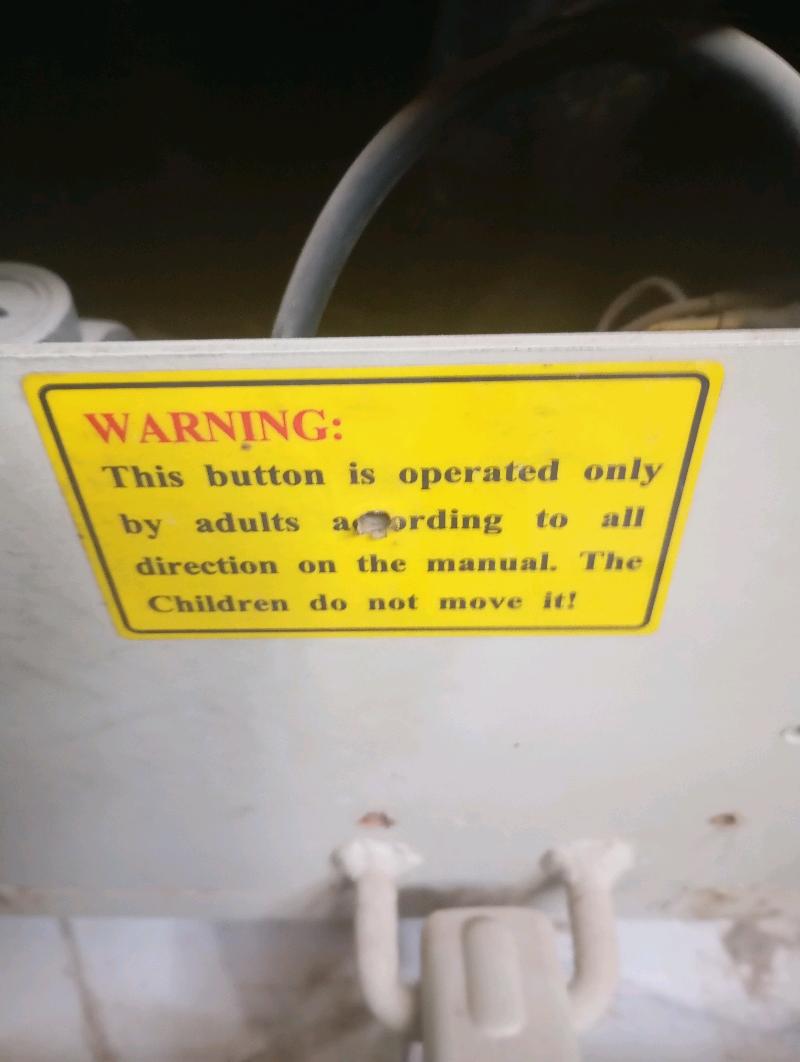 WARNING:
This button is operated only
by adults according to all
direction on the manual. The
Children do not move it!